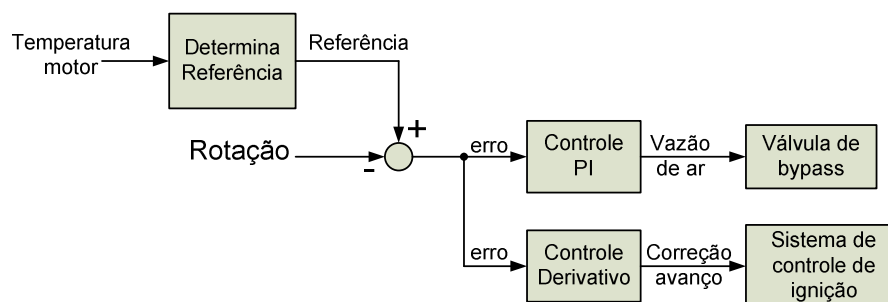 Temperatura
motor
Determina
Referência
Referência
+
Rotação
-
erro
Controle
PI
Vazão
de ar
Válvula de
bypass
erro
Controle
Derivativo
Correção
avanço
Sistema de
controle de
ignição